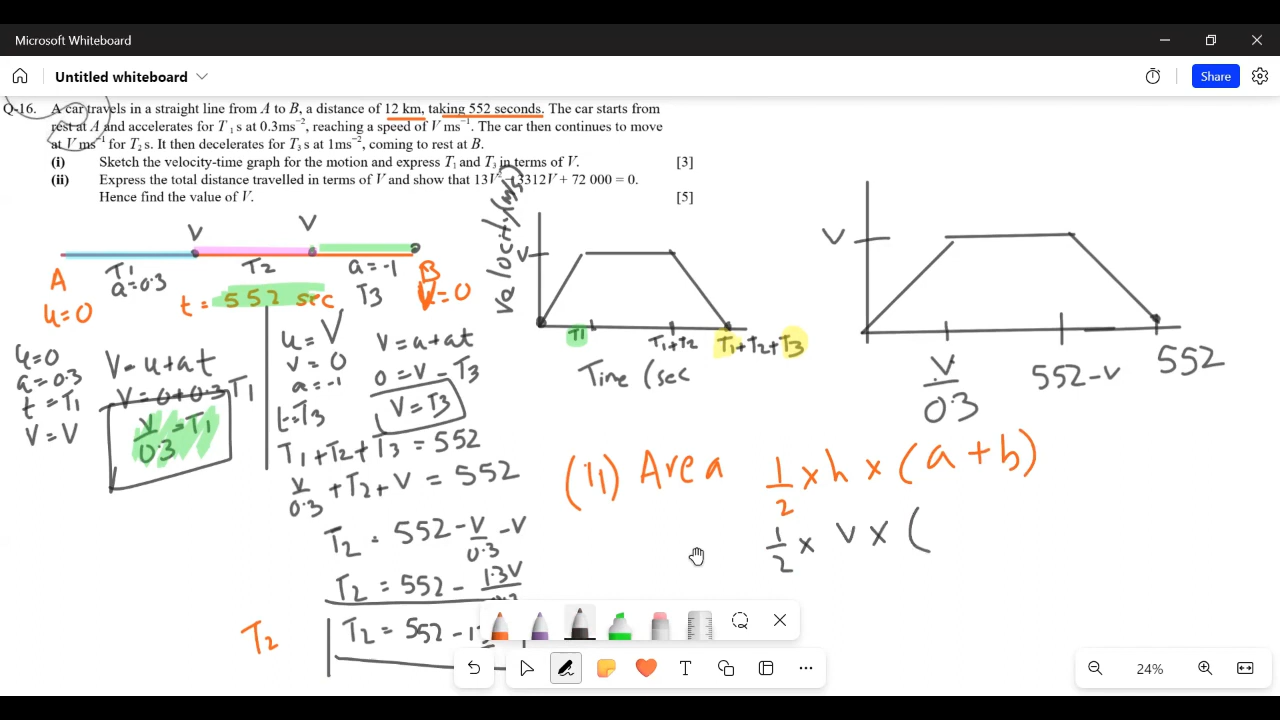 Microsoft Whiteboard
Untitled whiteboard
Share
Q-16. A car travels in a straight line from A to B, a distance of 12 km, taking 552 seconds. The car starts from
rest at A and accelerates for T₁ s at 0.3ms⁻², reaching a speed of V ms⁻¹. The car then continues to move
at V ms⁻¹ for T₂ s. It then decelerates for T₃ s at 1ms⁻², coming to rest at B.
(i) Sketch the velocity-time graph for the motion and express T₁ and T₃ in terms of V. [3]
(ii) Express the total distance travelled in terms of V and show that 13V² – 3312V + 72 000 = 0.
Hence find the value of V. [5]
V V
A T1 T2 a=-1 B
a=0.3
u=0 t = 552 sec T3 V=0
u=0
a=0.3
t=T1
V=V
V=u+at
V=0+0.3T1
V/0.3=T1
u=V
v=0
a=-1
t=T3
V=u+at
0=V-T3
V=T3
T1+T2+T3=552
V/0.3+T2+V=552
T2=552-V/0.3-V
T2=552-1.3V
T2=552-1
T2
Velocity(m/s)
V
T1 T1+T2 T1+T2+T3
Time (sec
V
V/0.3 552-V 552
(ii) Area 1/2×h×(a+b)
1/2×V×(
24%